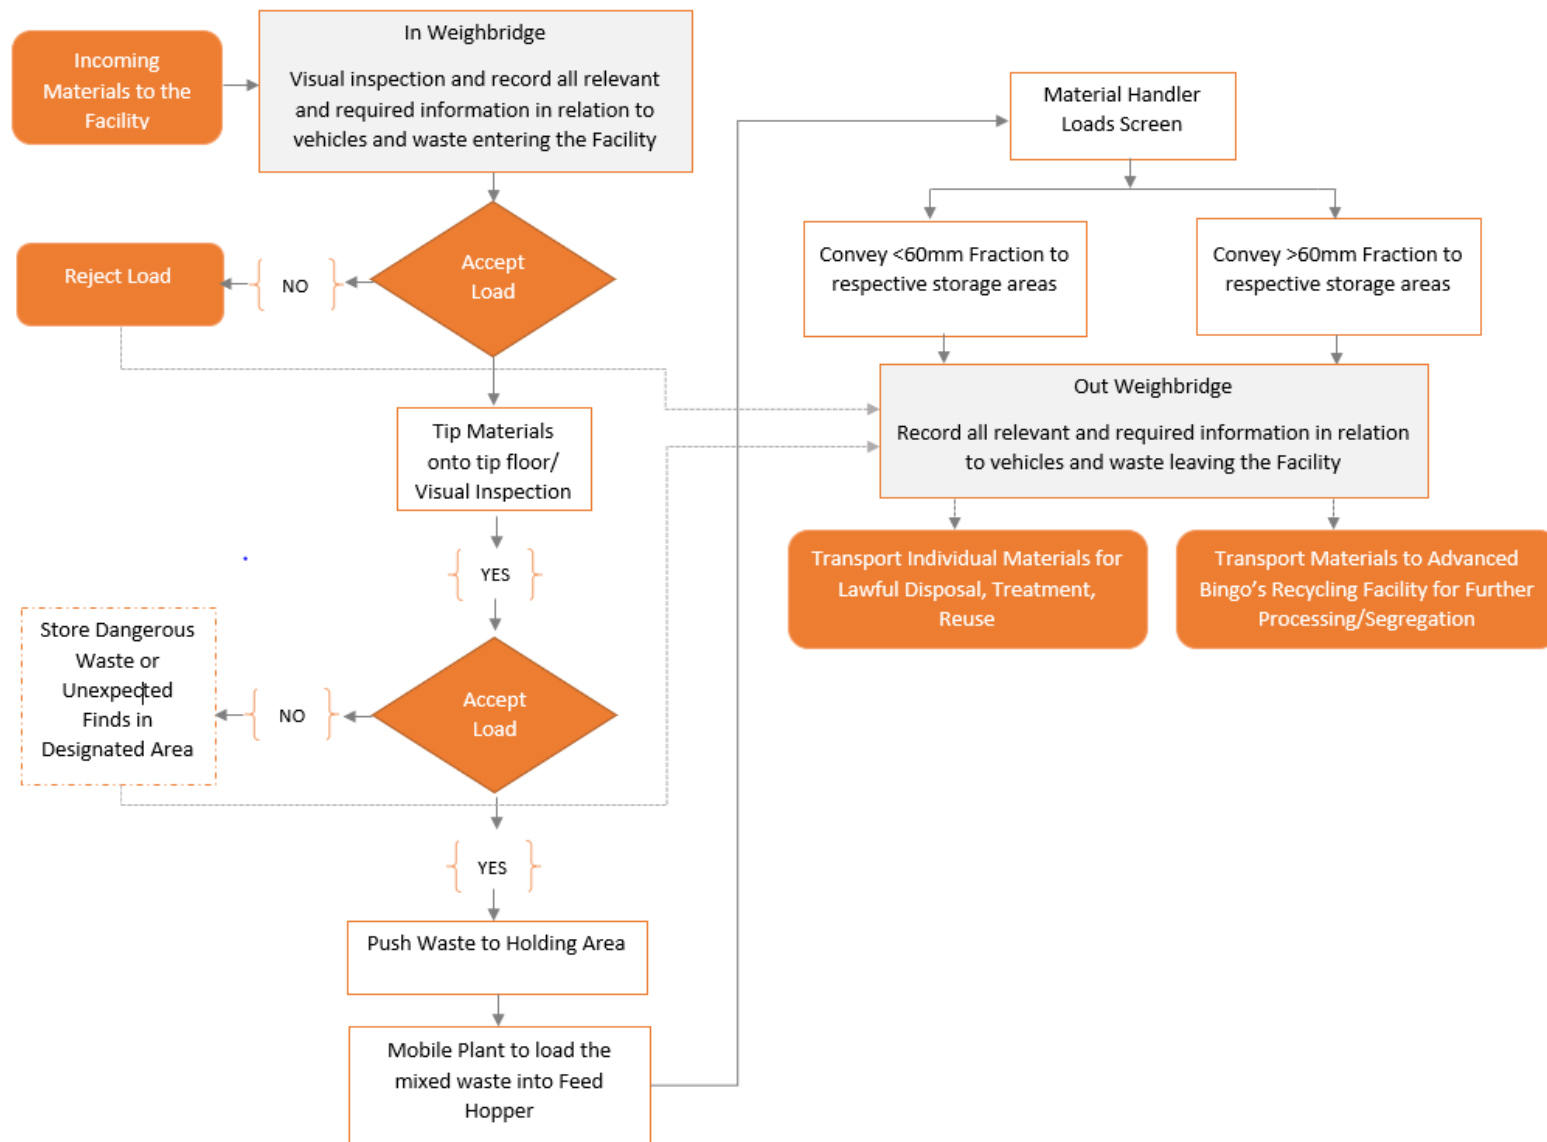 Incoming
Materials to the
Facility
In Weighbridge
Visual inspection and record all relevant
and required information in relation to
vehicles and waste entering the Facility
Accept
Load
NO
Reject Load
Tip Materials
onto tip floor/
Visual Inspection
YES
Accept
Load
NO
Store Dangerous
Waste or
Unexpected
Finds in
Designated Area
YES
Push Waste to Holding Area
Mobile Plant to load the
mixed waste into Feed
Hopper
Material Handler
Loads Screen
Convey <60mm Fraction to
respective storage areas
Convey >60mm Fraction to
respective storage areas
Out Weighbridge
Record all relevant and required information in relation
to vehicles and waste leaving the Facility
Transport Individual Materials for
Lawful Disposal, Treatment,
Reuse
Transport Materials to Advanced
Bingo's Recycling Facility for Further
Processing/Segregation